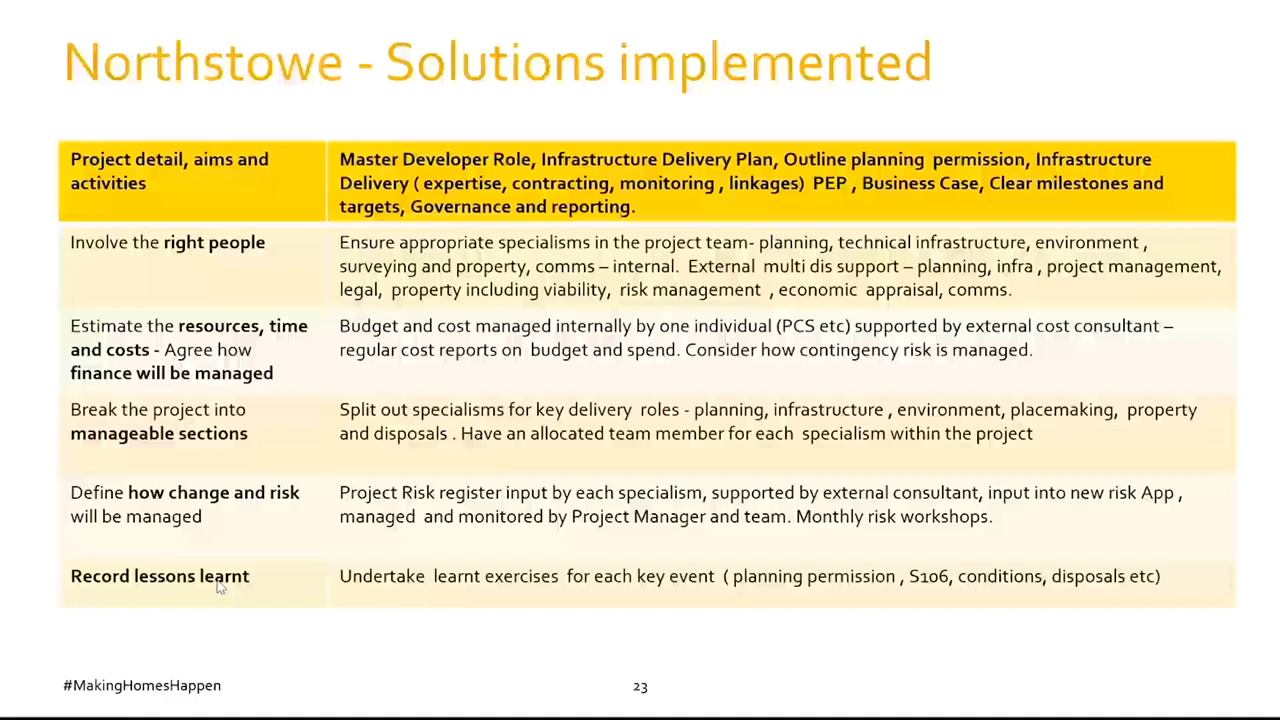 Northstowe - Solutions implemented
Project detail, aims and
activities
Master Developer Role, Infrastructure Delivery Plan, Outline planning permission, Infrastructure
Delivery ( expertise, contracting, monitoring , linkages) PEP , Business Case, Clear milestones and
targets, Governance and reporting.
Involve the right people
Ensure appropriate specialisms in the project team- planning, technical infrastructure, environment ,
surveying and property, comms – internal. External multi dis support – planning, infra , project management,
legal, property including viability, risk management , economic appraisal, comms.
Estimate the resources, time
and costs - Agree how
finance will be managed
Budget and cost managed internally by one individual (PCS etc) supported by external cost consultant –
regular cost reports on budget and spend. Consider how contingency risk is managed.
Break the project into
manageable sections
Split out specialisms for key delivery roles - planning, infrastructure , environment, placemaking, property
and disposals . Have an allocated team member for each specialism within the project
Define how change and risk
will be managed
Project Risk register input by each specialism, supported by external consultant, input into new risk App ,
managed and monitored by Project Manager and team. Monthly risk workshops.
Record lessons learnt
Undertake learnt exercises for each key event ( planning permission , S106, conditions, disposals etc)
#MakingHomesHappen
23